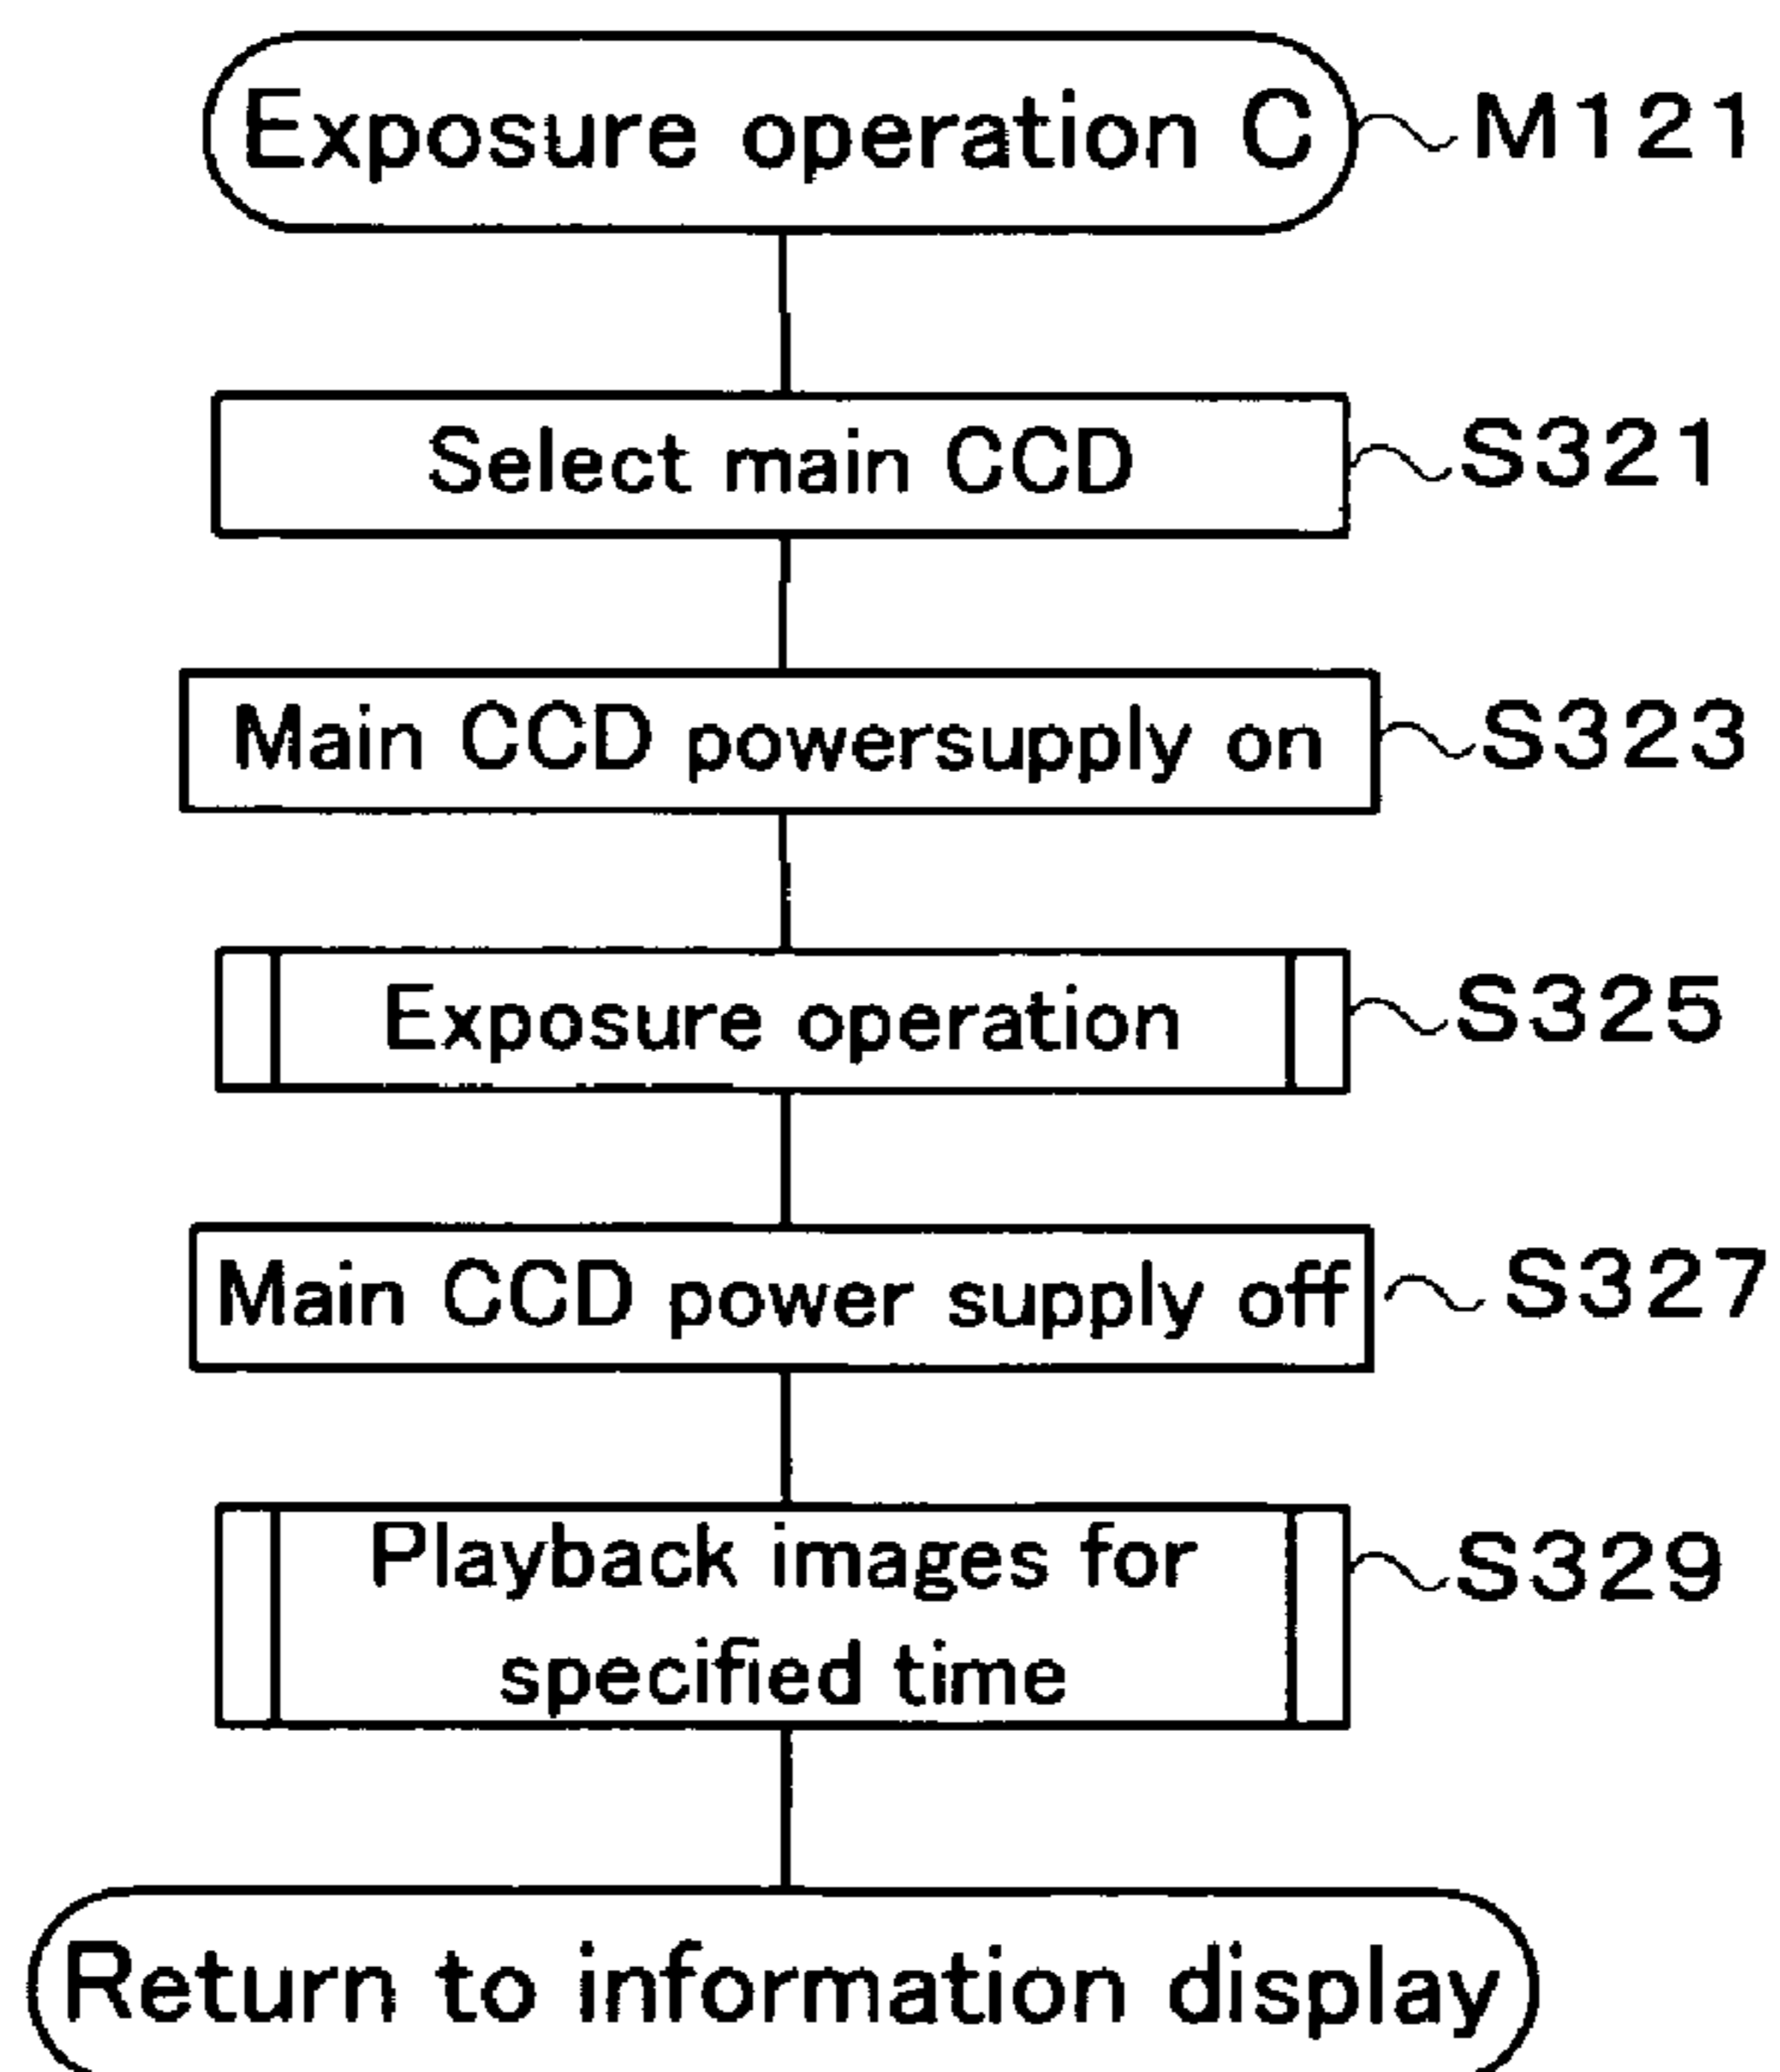 Exposure operation C M121
Select main CCD S321
Main CCD powersupply on S323
Exposure operation S325
Main CCD power supply off S327
Playback images for S329
specified time
Return to information display